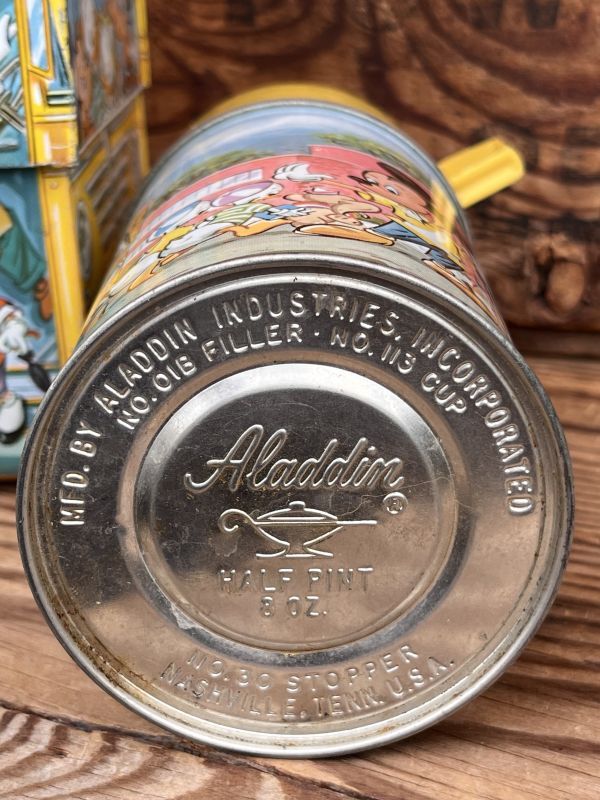 MFD. BY ALADDIN INDUSTRIES, INCORPORATED
NO. 01B FILLER · NO. 113 CUP
Aladdin®
HALF PINT
8 OZ.
NO. 30 STOPPER
NASHVILLE, TENN. U.S.A.